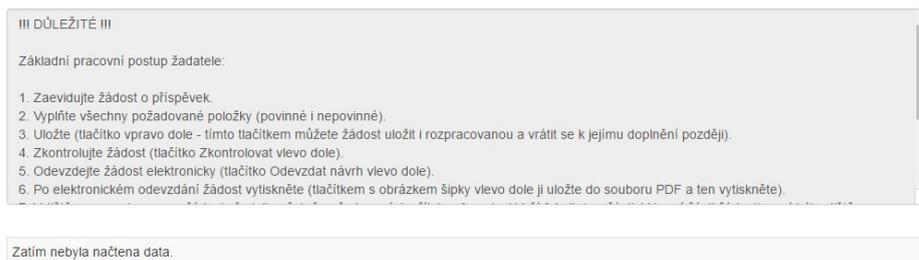 !!! DŮLEŽITÉ !!!
Základní pracovní postup žadatele:
1. Zaevidujte žádost o příspěvek.
2. Vyplňte všechny požadované položky (povinné i nepovinné).
3. Uložte (tlačítko vpravo dole - tímto tlačítkem můžete žádost uložit i rozpracovanou a vrátit se k jejímu doplnění později).
4. Zkontrolujte žádost (tlačítko Zkontrolovat vlevo dole).
5. Odevzdejte žádost elektronicky (tlačítko Odevzdat návrh vlevo dole).
6. Po elektronickém odevzdání žádost vytiskněte (tlačítkem s obrázkem šipky vlevo dole ji uložte do souboru PDF a ten vytiskněte).
Zatím nebyla načtena data.